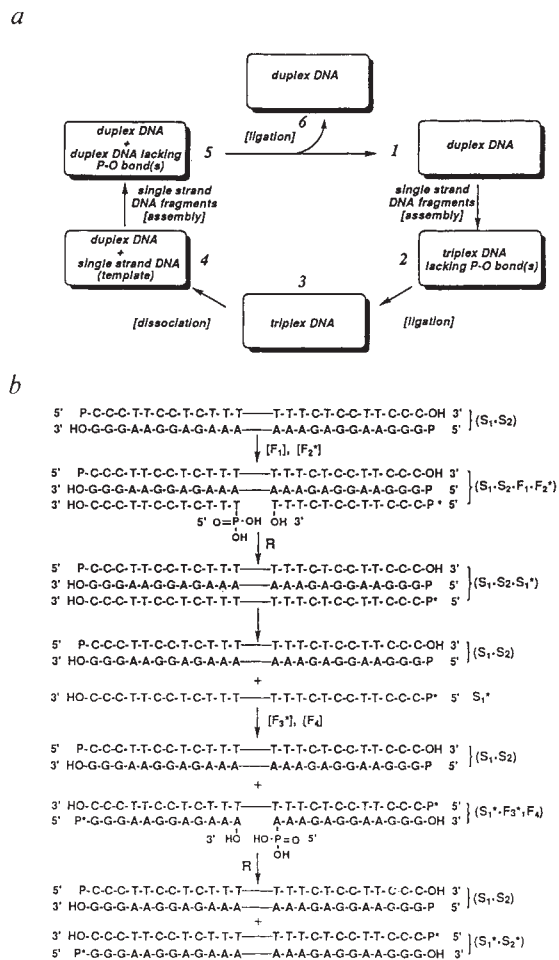 a
duplex DNA
6
[ligation]
duplex DNA
+
duplex DNA lacking
P-O bond(s)
5
1
duplex DNA
single strand
DNA fragments
[assembly]
single strand
DNA fragments
[assembly]
duplex DNA
+
single strand DNA
(template)
4
2
triplex DNA
lacking P-O bond(s)
3
triplex DNA
[dissociation]
[ligation]
b
5' P-C-C-C-T-T-C-C-T-C-T-T-T——T-T-T-C-T-C-C-T-T-C-C-C-OH 3'
3' HO-G-G-G-A-A-G-G-A-G-A-A-A——A-A-A-G-A-G-G-A-A-G-G-G-P 5' }(S₁·S₂)
[F₁], [F₂*]
5' P-C-C-C-T-T-C-C-T-C-T-T-T——T-T-T-C-T-C-C-T-T-C-C-C-OH 3'
3' HO-G-G-G-A-A-G-G-A-G-A-A-A——A-A-A-G-A-G-G-A-A-G-G-G-P 5' }(S₁·S₂·F₁·F₂*)
3' HO-C-C-C-T-T-C-C-T-C-T-T-T T-T-T-C-T-C-C-T-T-C-C-C-P* 5'
5' O=P-OH OH 3'
OH
R
5' P-C-C-C-T-T-C-C-T-C-T-T-T——T-T-T-C-T-C-C-T-T-C-C-C-OH 3'
3' HO-G-G-G-A-A-G-G-A-G-A-A-A——A-A-A-G-A-G-G-A-A-G-G-G-P 5' }(S₁·S₂·S₁*)
3' HO-C-C-C-T-T-C-C-T-C-T-T-T——T-T-T-C-T-C-C-T-T-C-C-C-P* 5'
5' P-C-C-C-T-T-C-C-T-C-T-T-T——T-T-T-C-T-C-C-T-T-C-C-C-OH 3'
3' HO-G-G-G-A-A-G-G-A-G-A-A-A——A-A-A-G-A-G-G-A-A-G-G-G-P 5' }(S₁·S₂)
+
3' HO-C-C-C-T-T-C-C-T-C-T-T-T——T-T-T-C-T-C-C-T-T-C-C-C-P* 5' S₁*
[F₃*], [F₄]
5' P-C-C-C-T-T-C-C-T-C-T-T-T——T-T-T-C-T-C-C-T-T-C-C-C-OH 3'
3' HO-G-G-G-A-A-G-G-A-G-A-A-A——A-A-A-G-A-G-G-A-A-G-G-G-P 5' }(S₁·S₂)
+
3' HO-C-C-C-T-T-C-C-T-C-T-T-T——T-T-T-C-T-C-C-T-T-C-C-C-P* 5'
5' P*-G-G-G-A-A-G-G-A-G-A-A-A A-A-A-G-A-G-G-A-A-G-G-G-OH 3' }(S₁*·F₃*,F₄)
3' HO HO-P=O 5'
OH
R
5' P-C-C-C-T-T-C-C-T-C-T-T-T——T-T-T-C-T-C-C-T-T-C-C-C-OH 3'
3' HO-G-G-G-A-A-G-G-A-G-A-A-A——A-A-A-G-A-G-G-A-A-G-G-G-P 5' }(S₁·S₂)
+
3' HO-C-C-C-T-T-C-C-T-C-T-T-T——T-T-T-C-T-C-C-T-T-C-C-C-P* 5'
5' P*-G-G-G-A-A-G-G-A-G-A-A-A——A-A-A-G-A-G-G-A-A-G-G-G-OH 3' }(S₁*·S₂*)